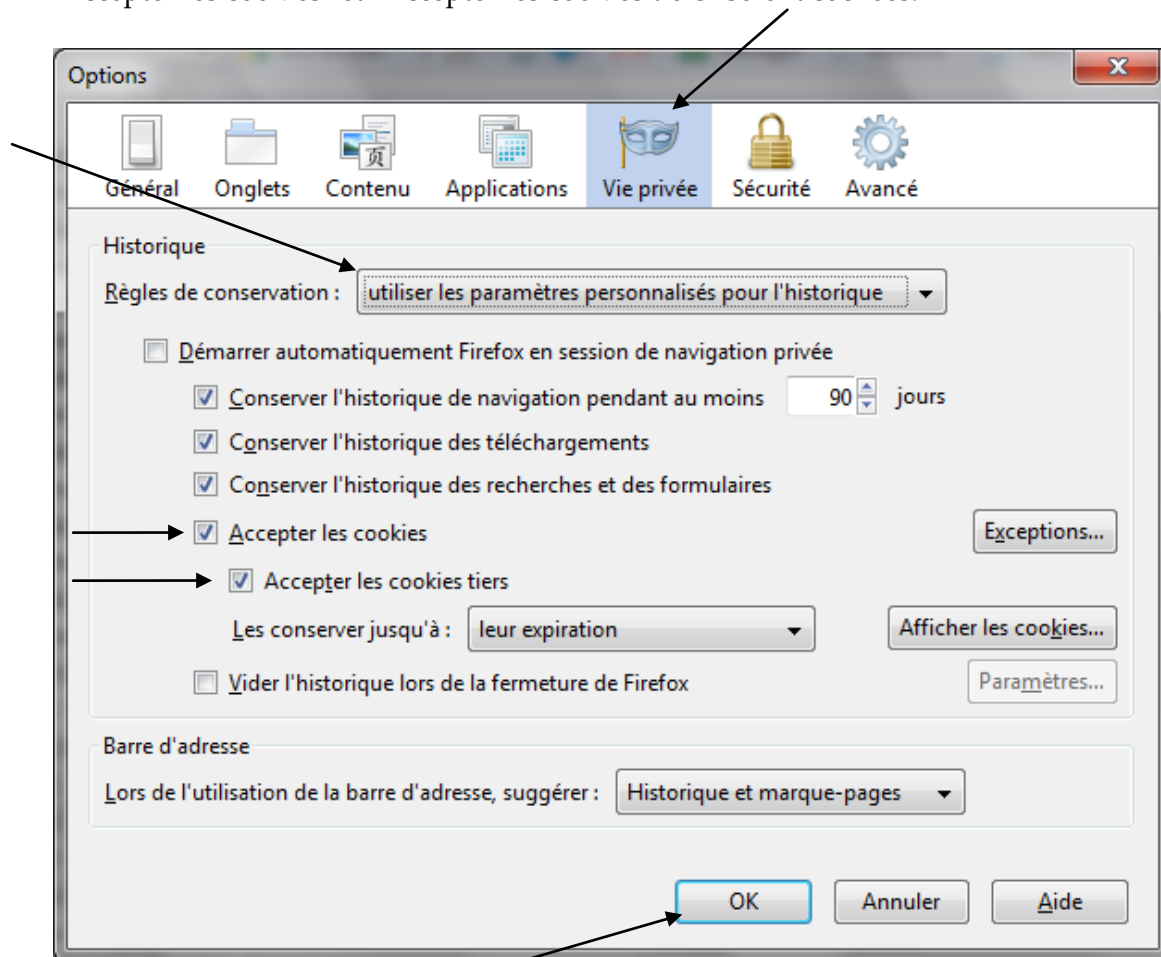 Options
Général Onglets Contenu Applications Vie privée Sécurité Avancé
页
Historique
Règles de conservation : utiliser les paramètres personnalisés pour l'historique
Démarrer automatiquement Firefox en session de navigation privée
Conserver l'historique de navigation pendant au moins 90 jours
Conserver l'historique des téléchargements
Conserver l'historique des recherches et des formulaires
Accepter les cookies Exceptions...
Accepter les cookies tiers
Les conserver jusqu'à : leur expiration Afficher les cookies...
Vider l'historique lors de la fermeture de Firefox Paramètres...
Barre d'adresse
Lors de l'utilisation de la barre d'adresse, suggérer : Historique et marque-pages
OK Annuler Aide